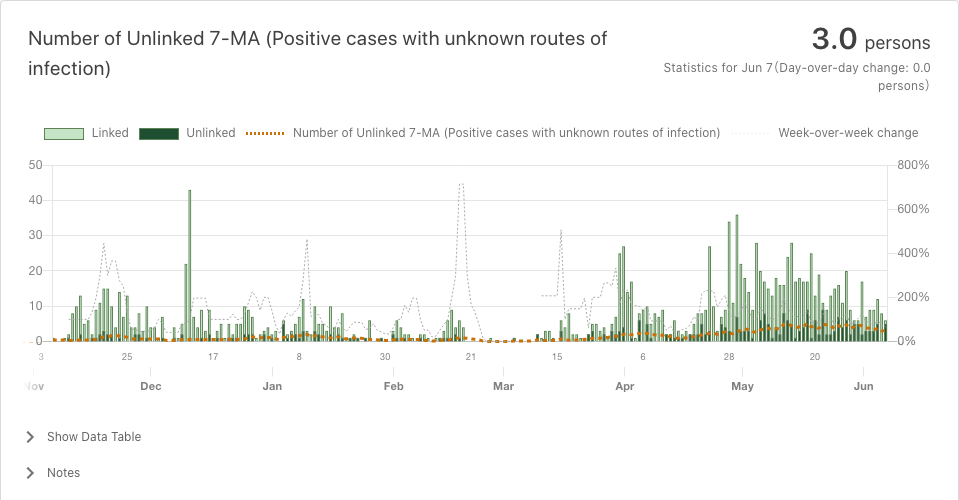 Number of Unlinked 7-MA (Positive cases with unknown routes of
infection)
3.0 persons
Statistics for Jun 7(Day-over-day change: 0.0
persons)
Linked
Unlinked
Number of Unlinked 7-MA (Positive cases with unknown routes of infection)
Week-over-week change
50
40
30
20
10
0
800%
600%
400%
200%
0%
3 25 17 8 30 21 15 6 28 20
Nov Dec Jan Feb Mar Apr May Jun
Show Data Table
Notes